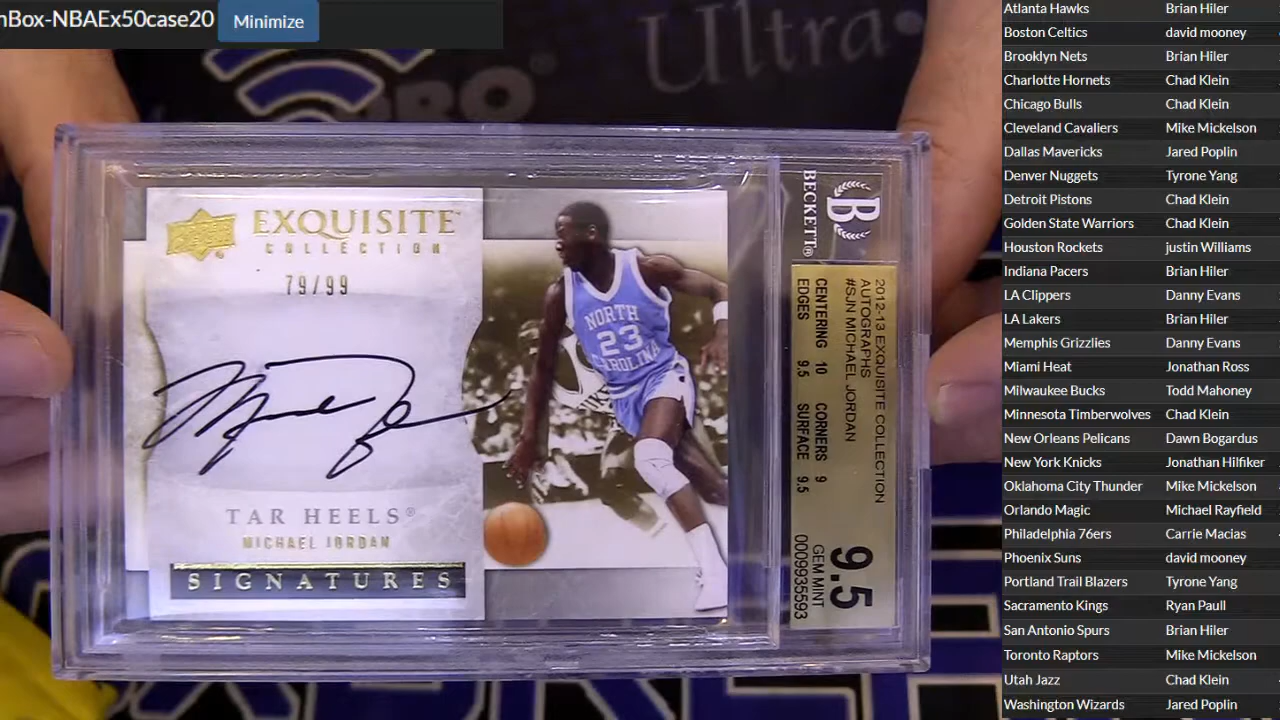 nBox-NBAEx50case20 Minimize
Ultra
PRO
EXQUISITE
COLLECTION
79/99
TAR HEELS®
MICHAEL JORDAN
SIGNATURES
NORTH
23
CAROLINA
B
BECKETT
2012-13 EXQUISITE COLLECTION
AUTOGRAPHS
#SJN MICHAEL JORDAN
CENTERING 10 CORNERS 9
EDGES 9.5 SURFACE 9.5
9.5
GEM MINT
0009935593
Atlanta Hawks Brian Hiler
Boston Celtics david mooney
Brooklyn Nets Brian Hiler
Charlotte Hornets Chad Klein
Chicago Bulls Chad Klein
Cleveland Cavaliers Mike Mickelson
Dallas Mavericks Jared Poplin
Denver Nuggets Tyrone Yang
Detroit Pistons Chad Klein
Golden State Warriors Chad Klein
Houston Rockets justin Williams
Indiana Pacers Brian Hiler
LA Clippers Danny Evans
LA Lakers Brian Hiler
Memphis Grizzlies Danny Evans
Miami Heat Jonathan Ross
Milwaukee Bucks Todd Mahoney
Minnesota Timberwolves Chad Klein
New Orleans Pelicans Dawn Bogardus
New York Knicks Jonathan Hilfiker
Oklahoma City Thunder Mike Mickelson
Orlando Magic Michael Rayfield
Philadelphia 76ers Carrie Macias
Phoenix Suns david mooney
Portland Trail Blazers Tyrone Yang
Sacramento Kings Ryan Paull
San Antonio Spurs Brian Hiler
Toronto Raptors Mike Mickelson
Utah Jazz Chad Klein
Washington Wizards Jared Poplin